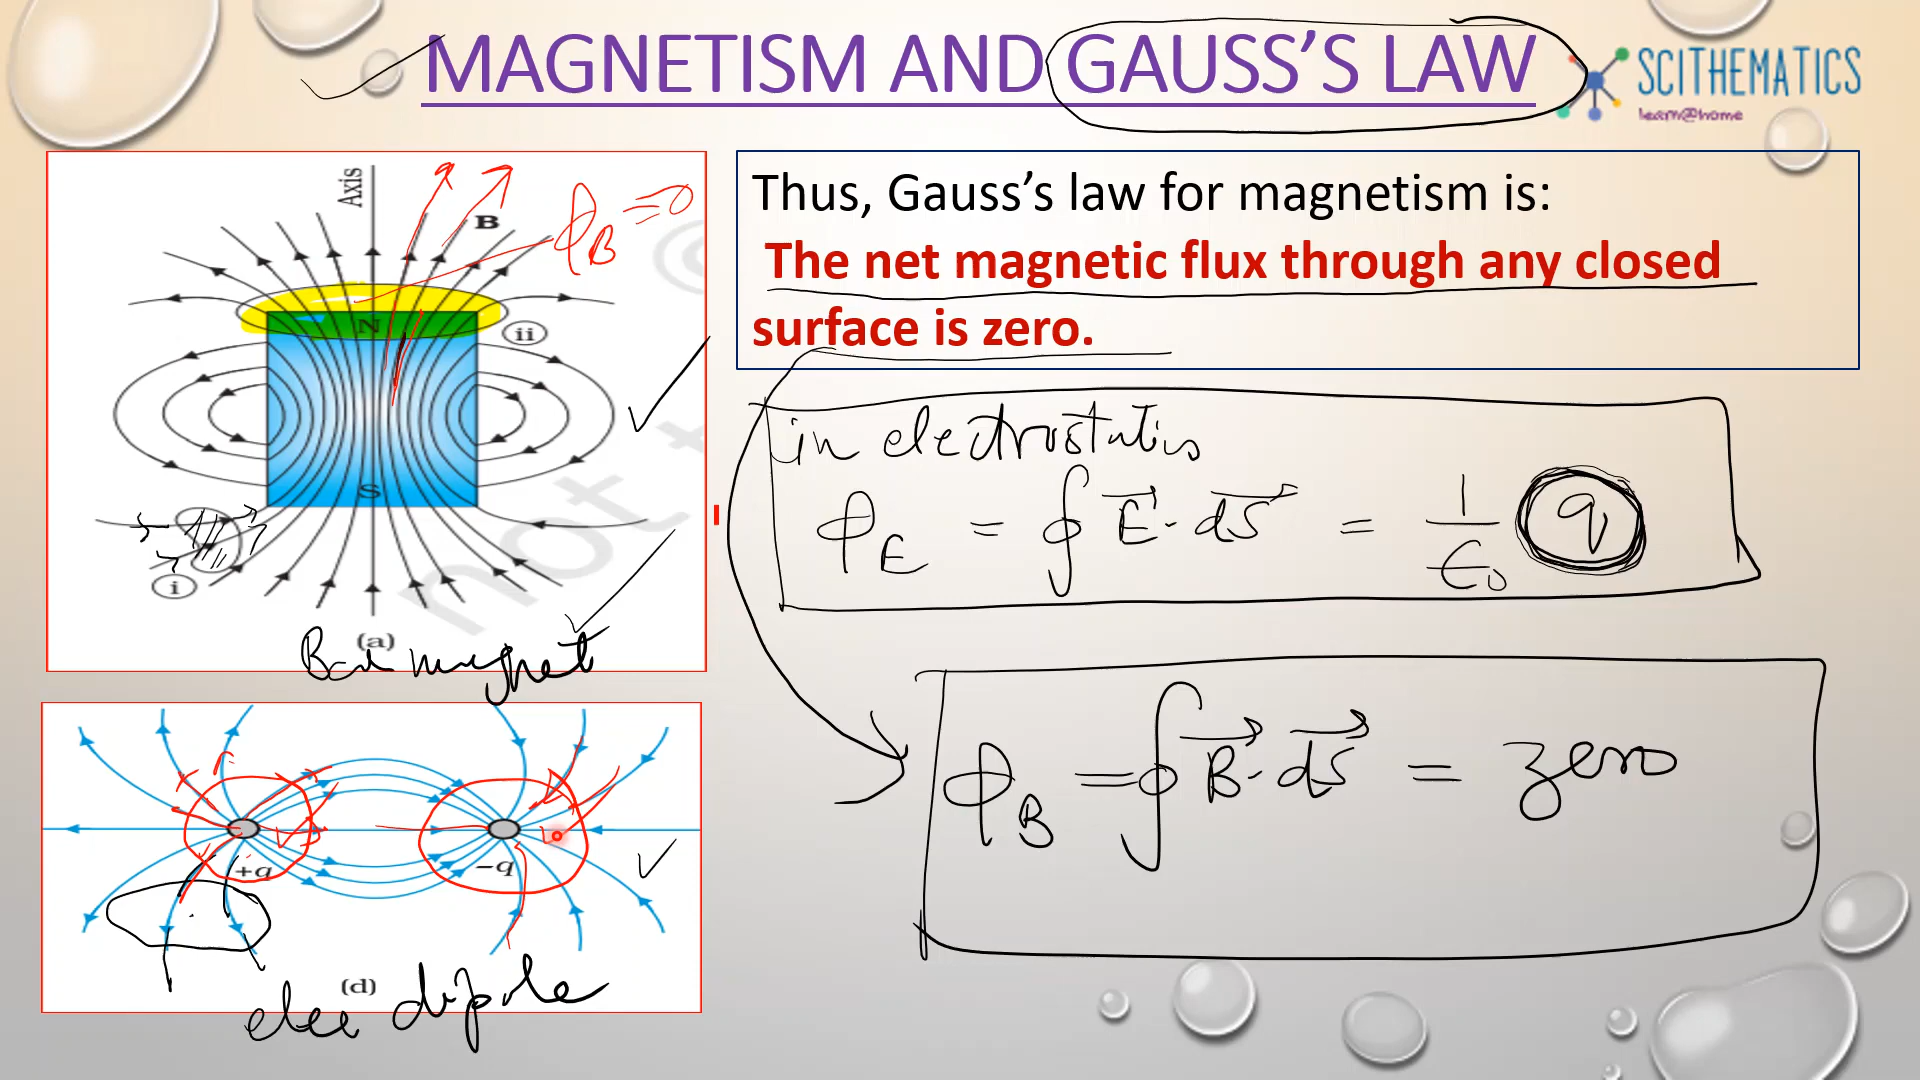 MAGNETISM AND GAUSS’S LAW
SCITHEMATICS
learn@home
Thus, Gauss’s law for magnetism is:
The net magnetic flux through any closed
surface is zero.
Axis
B
ϕB = 0
N
ii
S
i
not
(a)
Bar magnet
in electrostatics
ϕE = ∮ E⃗ · dS⃗ = 1/ε0 q
ϕB = ∮ B⃗ · dS⃗ = zero
+q
−q
(d)
elec dipole